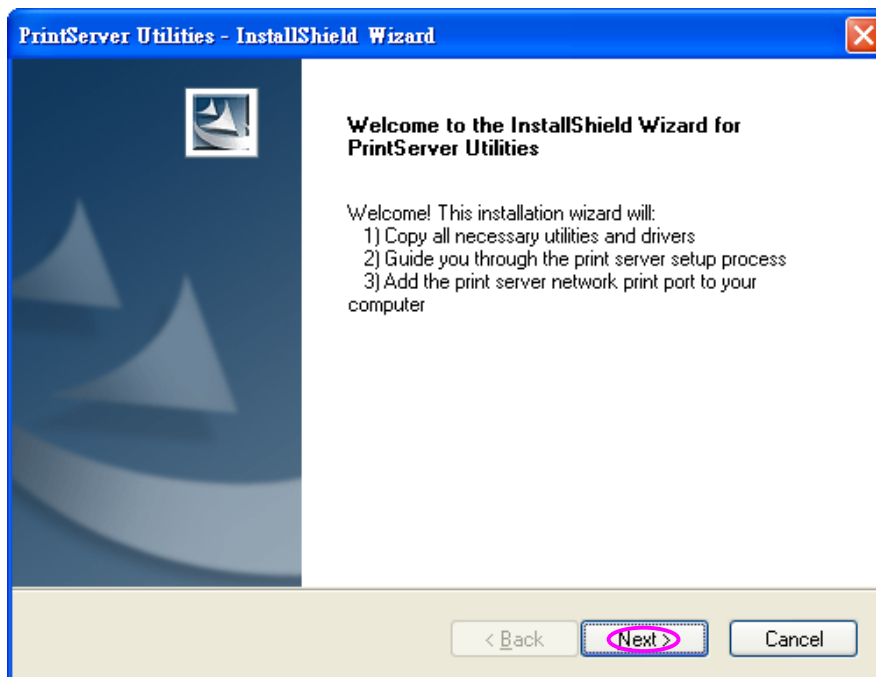 PrintServer Utilities - InstallShield Wizard
Welcome to the InstallShield Wizard for
PrintServer Utilities
Welcome! This installation wizard will:
1) Copy all necessary utilities and drivers
2) Guide you through the print server setup process
3) Add the print server network print port to your
computer
< Back
Next >
Cancel